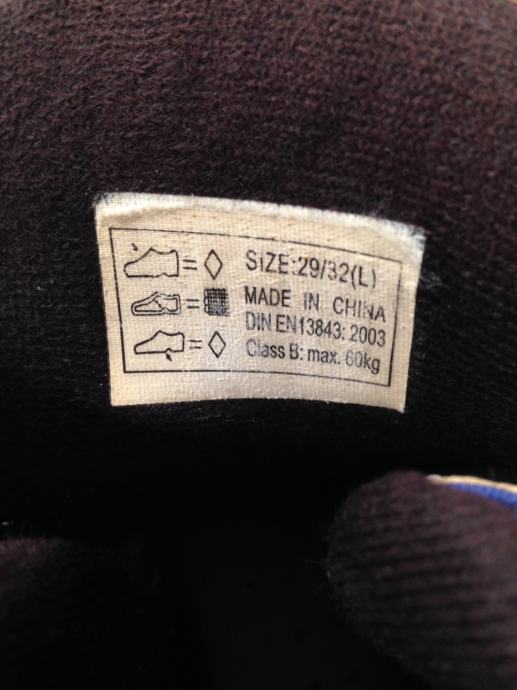 = ◇ SIZE:29/32(L)
= MADE IN CHINA
DIN EN13843: 2003
= ◇ Class B: max. 60kg